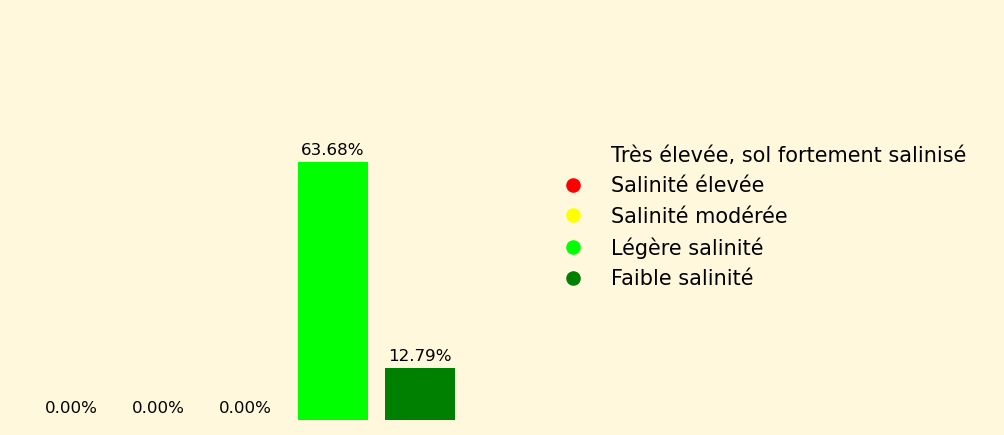 63.68%
12.79%
0.00%
0.00%
0.00%
Très élevée, sol fortement salinisé
Salinité élevée
Salinité modérée
Légère salinité
Faible salinité